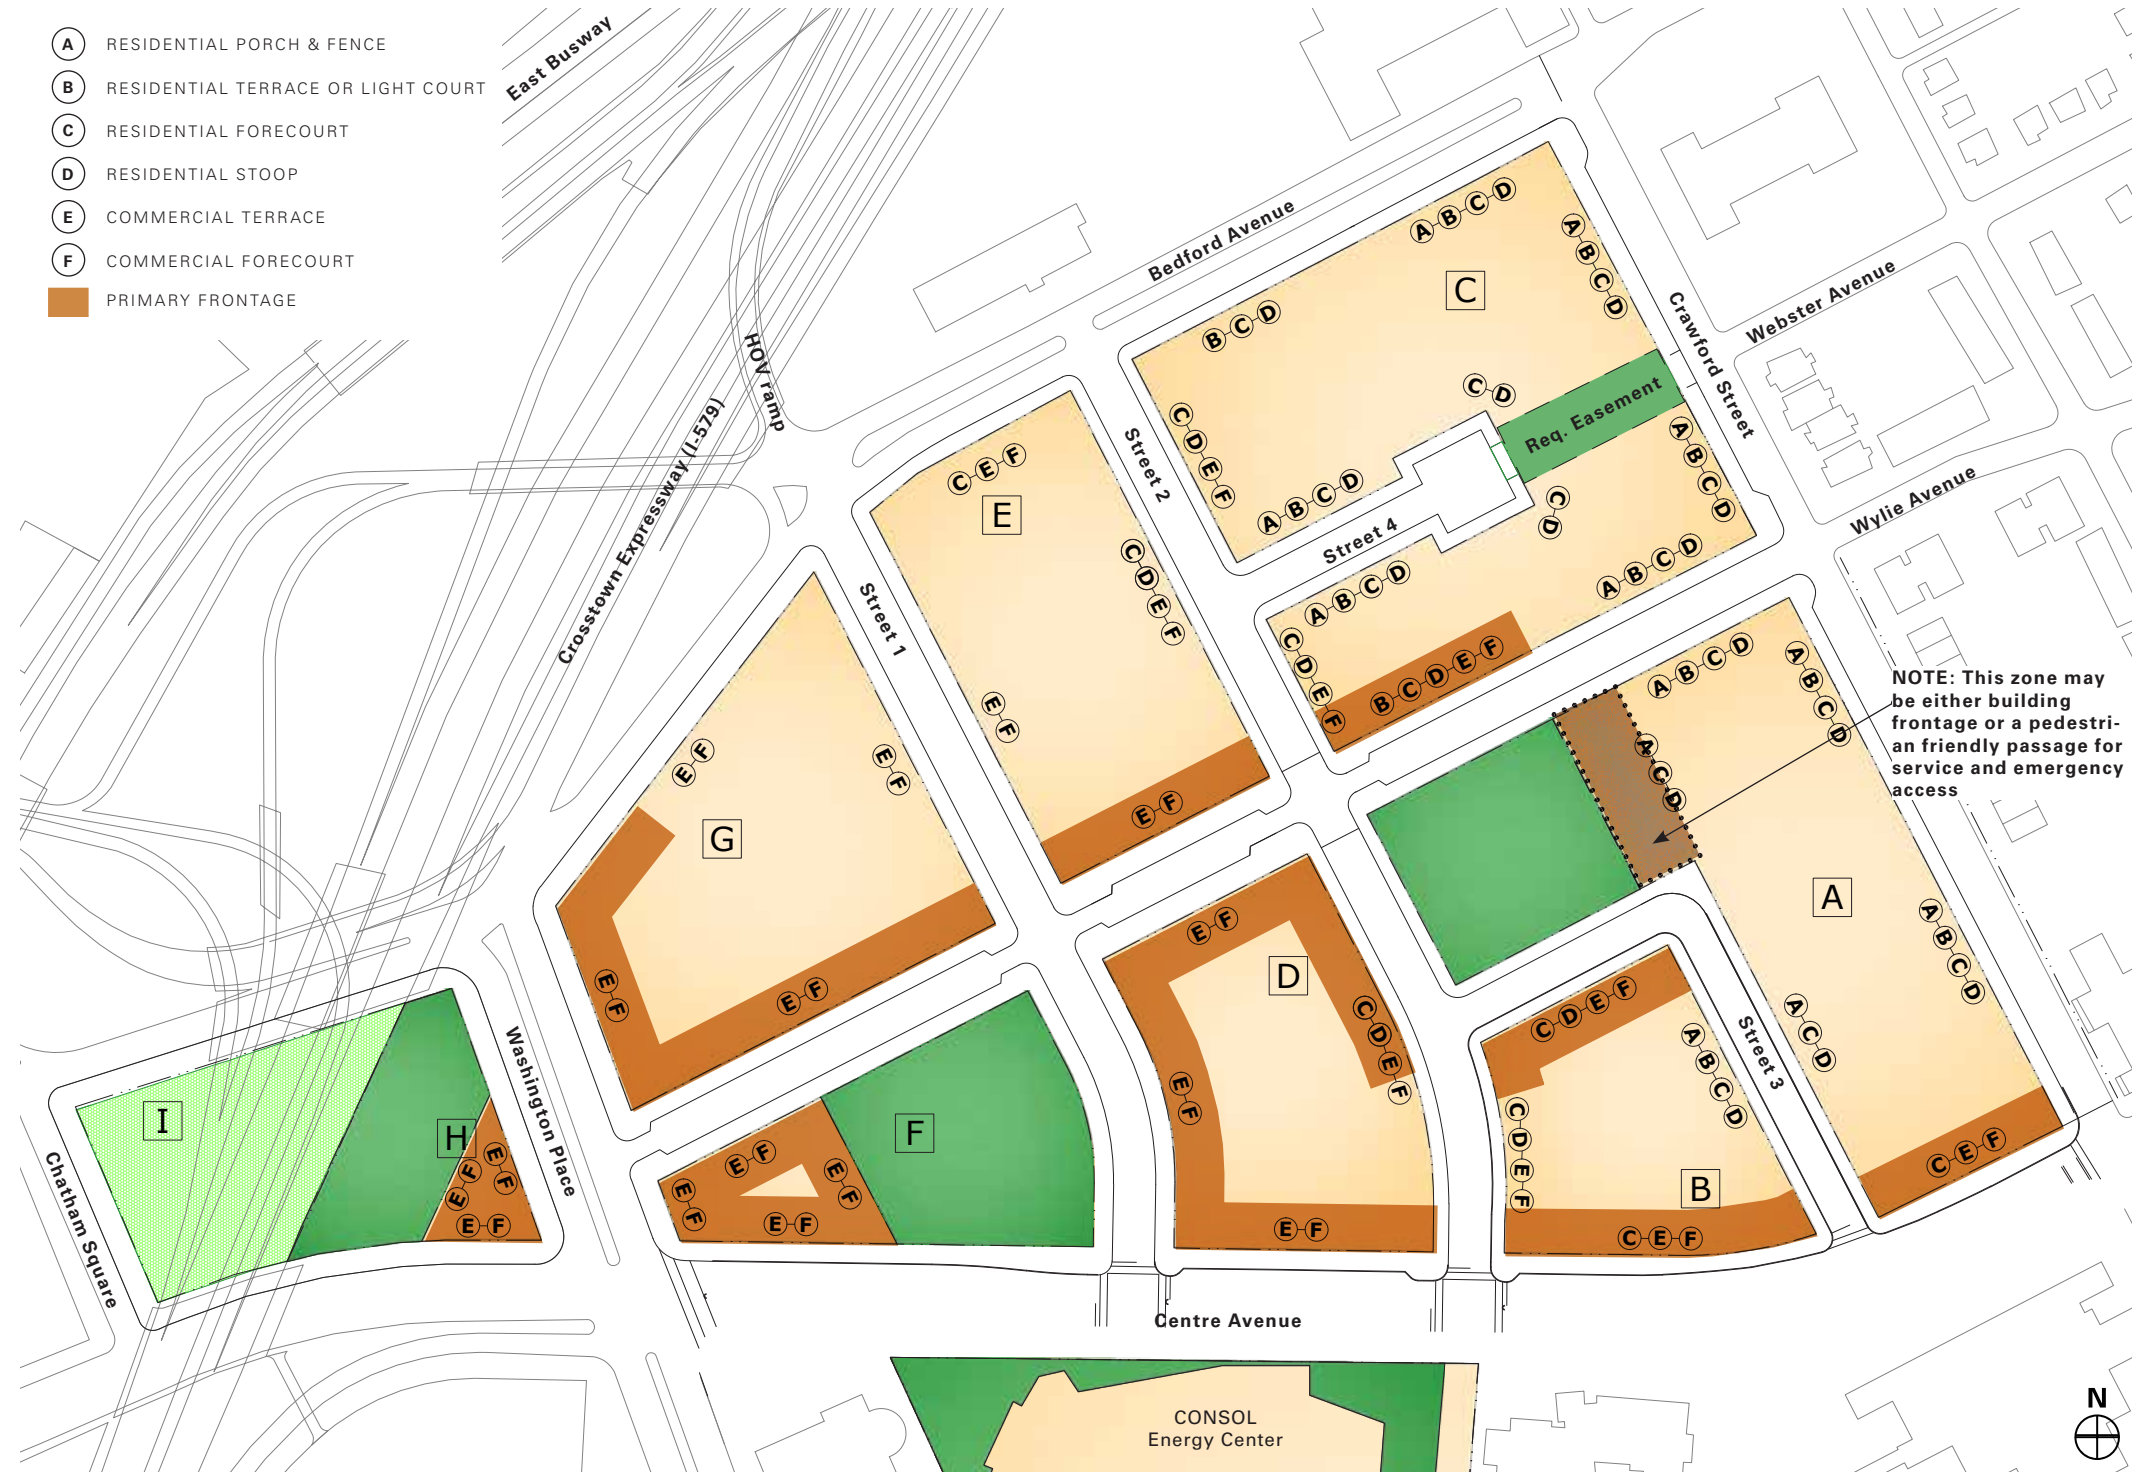 A RESIDENTIAL PORCH & FENCE
B RESIDENTIAL TERRACE OR LIGHT COURT
C RESIDENTIAL FORECOURT
D RESIDENTIAL STOOP
E COMMERCIAL TERRACE
F COMMERCIAL FORECOURT
PRIMARY FRONTAGE
East Busway
HOV ramp
Crosstown Expressway (I-579)
Bedford Avenue
Webster Avenue
Crawford Street
Wylie Avenue
Street 1
Street 2
Street 4
Street 3
Req. Easement
Washington Place
Chatham Square
Centre Avenue
C
A B C D
A B C D
B C D
C D
C D E F
A B C D
A B C D
C D
A B C D
A B C D
C D E F
B C D E F
E
C E F
C D E F
E F
E F
G
E F
E F
E F
E F
A
A B C D
A B C D
A C D
A B C D
A C D
C E F
NOTE: This zone may
be either building
frontage or a pedestri-
an friendly passage for
service and emergency
access
D
E F
C D E F
E F
E F
B
C D E F
A B C D
C D E F
C E F
F
E F
E F
E F
E F
H
E F
E F
E F
I
CONSOL
Energy Center
N